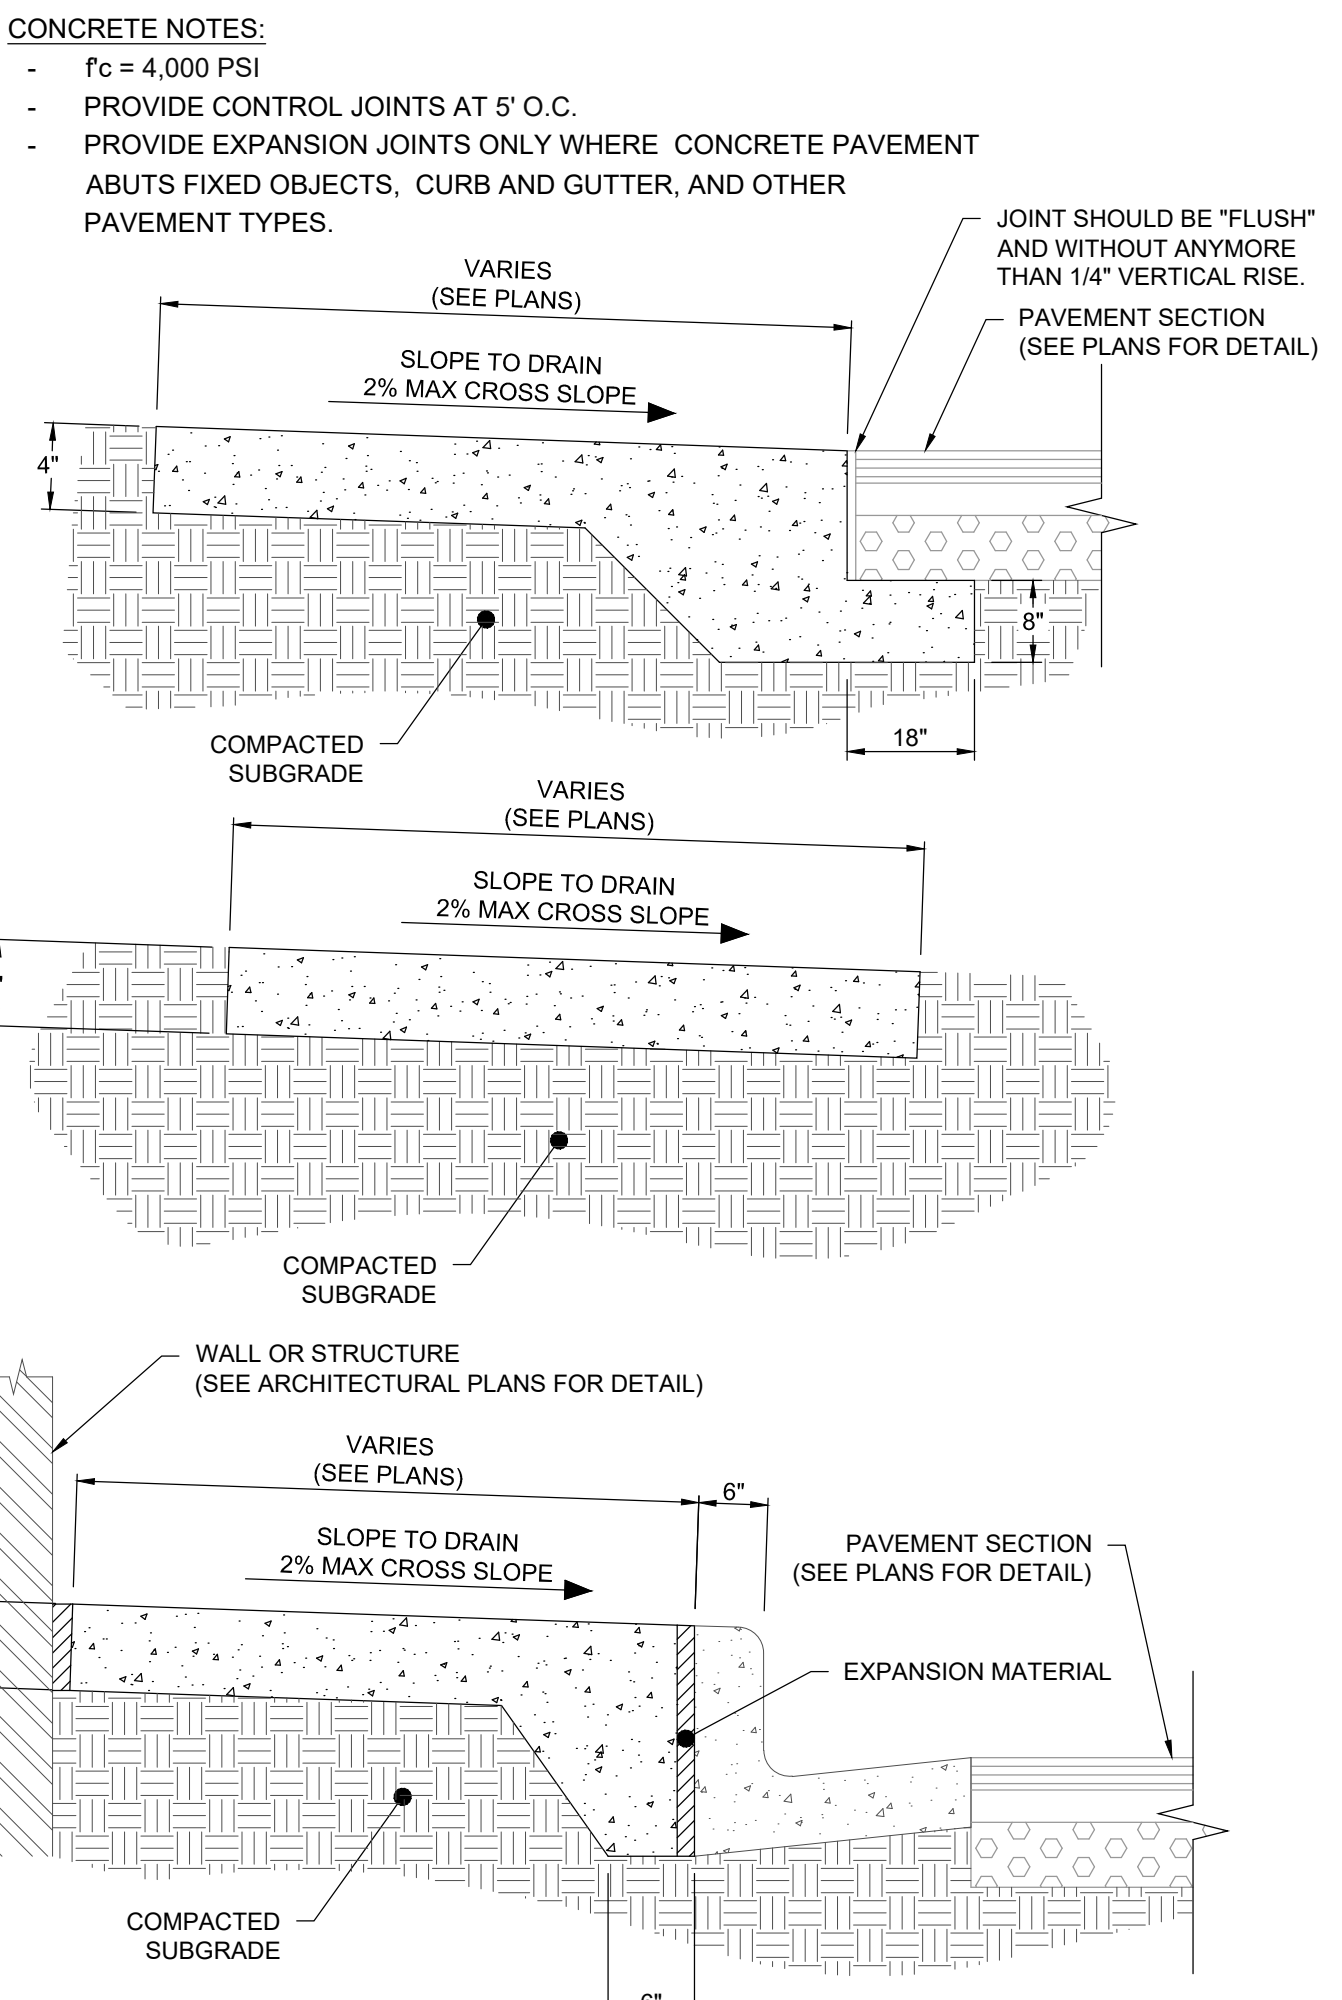 CONCRETE NOTES:
- f'c = 4,000 PSI
- PROVIDE CONTROL JOINTS AT 5' O.C.
- PROVIDE EXPANSION JOINTS ONLY WHERE CONCRETE PAVEMENT
ABUTS FIXED OBJECTS, CURB AND GUTTER, AND OTHER
PAVEMENT TYPES.
JOINT SHOULD BE "FLUSH"
AND WITHOUT ANYMORE
THAN 1/4" VERTICAL RISE.
VARIES
(SEE PLANS)
PAVEMENT SECTION
(SEE PLANS FOR DETAIL)
SLOPE TO DRAIN
2% MAX CROSS SLOPE
4"
8"
18"
COMPACTED
SUBGRADE
VARIES
(SEE PLANS)
SLOPE TO DRAIN
2% MAX CROSS SLOPE
COMPACTED
SUBGRADE
WALL OR STRUCTURE
(SEE ARCHITECTURAL PLANS FOR DETAIL)
VARIES
(SEE PLANS)
6"
SLOPE TO DRAIN
2% MAX CROSS SLOPE
PAVEMENT SECTION
(SEE PLANS FOR DETAIL)
EXPANSION MATERIAL
COMPACTED
SUBGRADE
6"